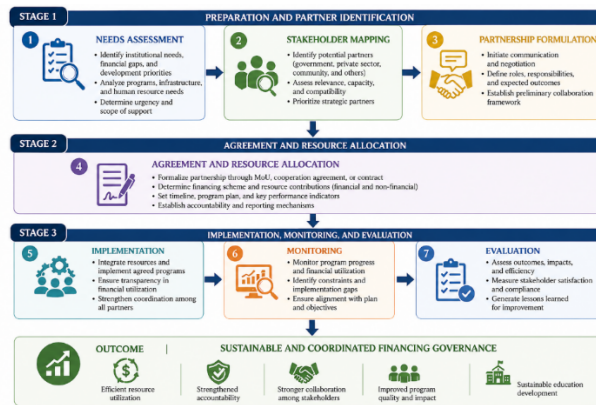 STAGE 1
PREPARATION AND PARTNER IDENTIFICATION
1
NEEDS ASSESSMENT
• Identify institutional needs,
financial gaps, and
development priorities
• Analyze programs, infrastructure,
and human resource needs
• Determine urgency and
scope of support
2
STAKEHOLDER MAPPING
• Identify potential partners
(government, private sector,
community, and others)
• Assess relevance, capacity,
and compatibility
• Prioritize strategic partners
3
PARTNERSHIP FORMULATION
• Initiate communication
and negotiation
• Define roles, responsibilities,
and expected outcomes
• Establish preliminary collaboration
framework
STAGE 2
AGREEMENT AND RESOURCE ALLOCATION
4
AGREEMENT AND RESOURCE ALLOCATION
• Formalize partnership through MoU, cooperation agreement, or contract
• Determine financing scheme and resource contributions (financial and non-financial)
• Set timeline, program plan, and key performance indicators
• Establish accountability and reporting mechanisms
STAGE 3
IMPLEMENTATION, MONITORING, AND EVALUATION
5
IMPLEMENTATION
• Integrate resources and
implement agreed programs
• Ensure transparency in
financial utilization
• Strengthen coordination among
all partners
6
MONITORING
• Monitor program progress
and financial utilization
• Identify constraints and
implementation gaps
• Ensure alignment with plan
and objectives
7
EVALUATION
• Assess outcomes, impacts,
and efficiency
• Measure stakeholder satisfaction
and compliance
• Generate lessons learned
for improvement
OUTCOME | SUSTAINABLE AND COORDINATED FINANCING GOVERNANCE
$
Efficient resource
utilization
Strengthened
accountability
Stronger collaboration
among stakeholders
Improved program
quality and impact
Sustainable education
development